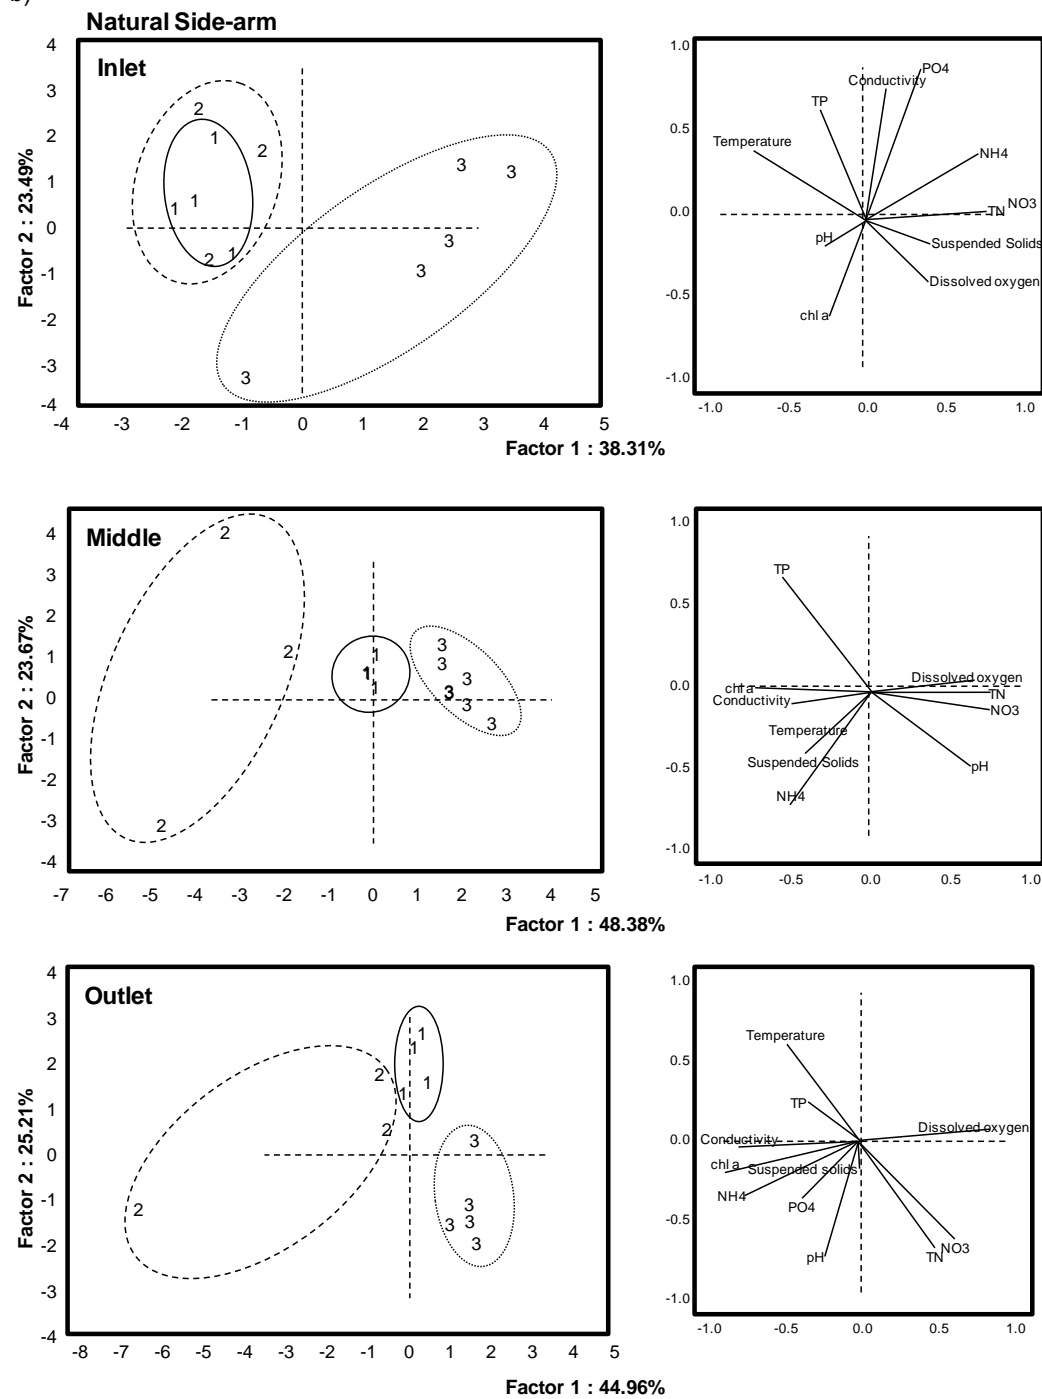 b)
Natural Side-arm
Inlet
Factor 2 : 23.49%
4
3
2
1
0
-1
-2
-3
-4
2
1
2
1
1
2
1
3
3
3
3
3
-4 -3 -2 -1 0 1 2 3 4 5
Factor 1 : 38.31%
1.0
0.5
0.0
-0.5
-1.0
PO4
Conductivity
TP
Temperature
NH4
NO3
TN
pH
Suspended Solids
Dissolved oxygen
chl a
-1.0 -0.5 0.0 0.5 1.0
Middle
Factor 2 : 23.67%
4
3
2
1
0
-1
-2
-3
-4
2
2
2
1
1
1
3
3
3
3
3
3
-7 -6 -5 -4 -3 -2 -1 0 1 2 3 4 5
Factor 1 : 48.38%
1.0
0.5
0.0
-0.5
-1.0
TP
Dissolved oxygen
chl a
TN
Conductivity
NO3
Temperature
Suspended Solids
pH
NH4
-1.0 -0.5 0.0 0.5 1.0
Outlet
Factor 2 : 25.21%
4
3
2
1
0
-1
-2
-3
-4
1
1
2
1
1
2
2
3
3
3
3
3
-8 -7 -6 -5 -4 -3 -2 -1 0 1 2 3 4 5
Factor 1 : 44.96%
1.0
0.5
0.0
-0.5
-1.0
Temperature
TP
Dissolved oxygen
Conductivity
chl a
Suspended solids
NH4
PO4
pH
NO3
TN
-1.0 -0.5 0.0 0.5 1.0